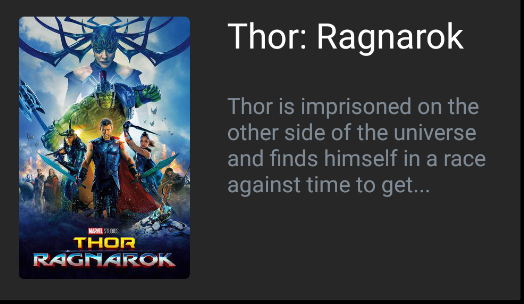 Thor: Ragnarok
Thor is imprisoned on the
other side of the universe
and finds himself in a race
against time to get...
MARVEL STUDIOS
THOR
RAGNAROK